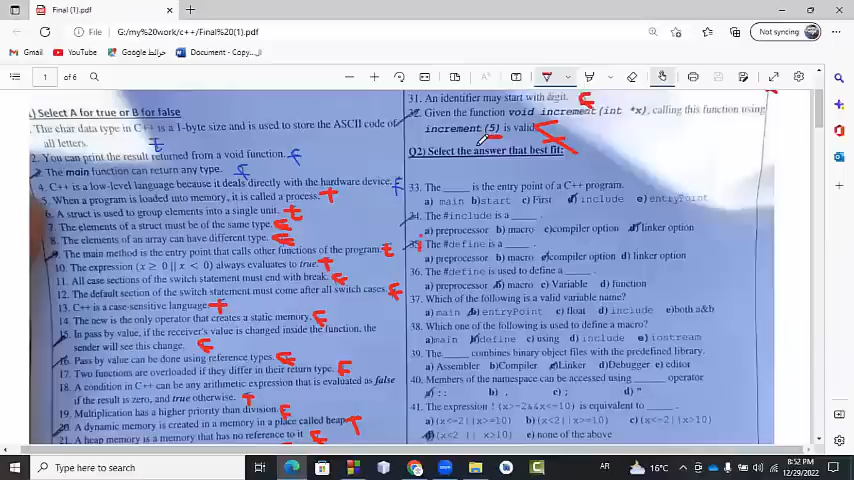 Final (1).pdf
File
G:/my%20work/c++/Final%20(1).pdf
Not syncing
Gmail
YouTube
خرائط Google
Document - Copy...
1
of 6
A) Select A for true or B for false
1. The char data type in C++ is a 1-byte size and is used to store the ASCII code of
all letters. t
2. You can print the result returned from a void function. F
3. The main function can return any type. F
4. C++ is a low-level language because it deals directly with the hardware device. F
5. When a program is loaded into memory, it is called a process. T
6. A struct is used to group elements into a single unit. t
7. The elements of a struct must be of the same type. F
8. The elements of an array can have different type. F
9. The main method is the entry point that calls other functions of the program. t
10. The expression (x ≥ 0 || x < 0) always evaluates to true. T
11. All case sections of the switch statement must end with break. F
12. The default section of the switch statement must come after all switch cases. F
13. C++ is a case-sensitive language T
14. The new is the only operator that creates a static memory. F
15. In pass by value, if the receiver's value is changed inside the function, the
sender will see this change. F
16. Pass by value can be done using reference types. F
17. Two functions are overloaded if they differ in their return type. F
18. A condition in C++ can be any arithmetic expression that is evaluated as false
if the result is zero, and true otherwise. T
19. Multiplication has a higher priority than division. F
20. A dynamic memory is created in a memory in a place called heap T
21. A heap memory is a memory that has no reference to it F
31. An identifier may start with digit. F
32. Given the function void increment(int *x), calling this function using
increment(5) is valid
Q2) Select the answer that best fit:
33. The _____ is the entry point of a C++ program.
a) main b)start c) First d) include e)entryPoint
34. The #include is a _____ .
a) preprocessor b) macro c)compiler option d)linker option
35. The #define is a _____ .
a) preprocessor b) macro c)compiler option d) linker option
36. The #define is used to define a _____ .
a) preprocessor b) macro c) Variable d) function
37. Which of the following is a valid variable name?
a)main b)entryPoint c) float d) include e)both a&b
38. Which one of the following is used to define a macro?
a)main b)define c) using d) include e) iostream
39. The _____ combines binary object files with the predefined library.
a) Assembler b)Compiler c)Linker d)Debugger e) editor
40. Members of the namespace can be accessed using ______ operator
a) :: b) . c) ; d) "
41. The expression !(x>=2&&x<=10) is equivalent to _____ .
a)(x<=2||x>=10) b)(x<2||x>=10) c)(x<=2||x>10)
d)(x<2 ||x>10) e) none of the above
Type here to search
AR
16°C
8:52 PM
12/29/2022